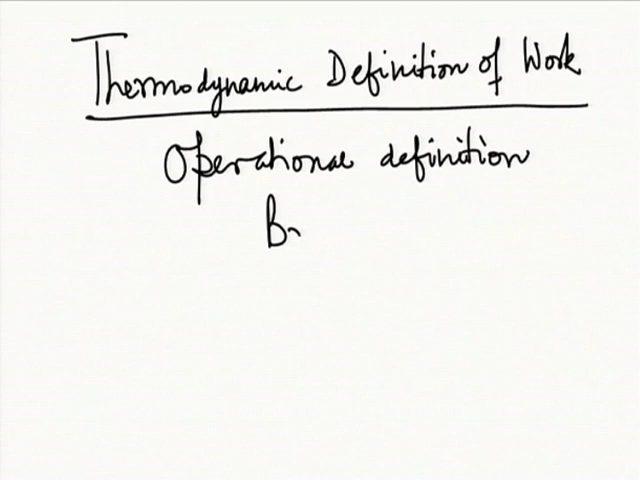 Thermodynamic Definition of Work
Operational definition
B